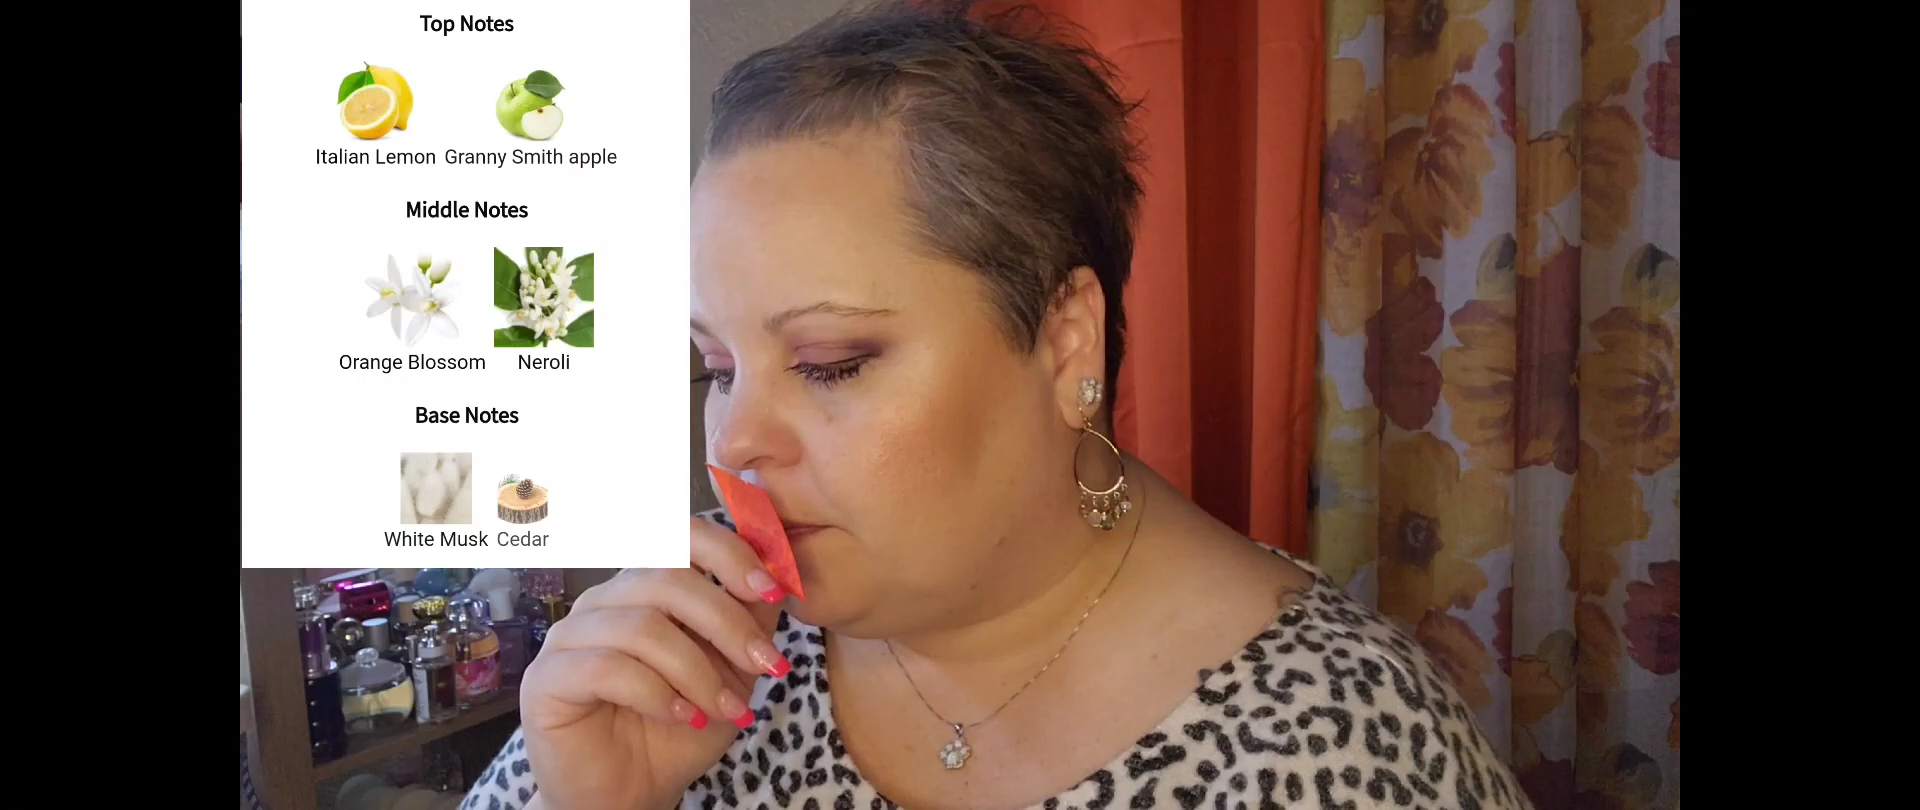 Top Notes
Italian Lemon Granny Smith apple
Middle Notes
Orange Blossom Neroli
Base Notes
White Musk Cedar